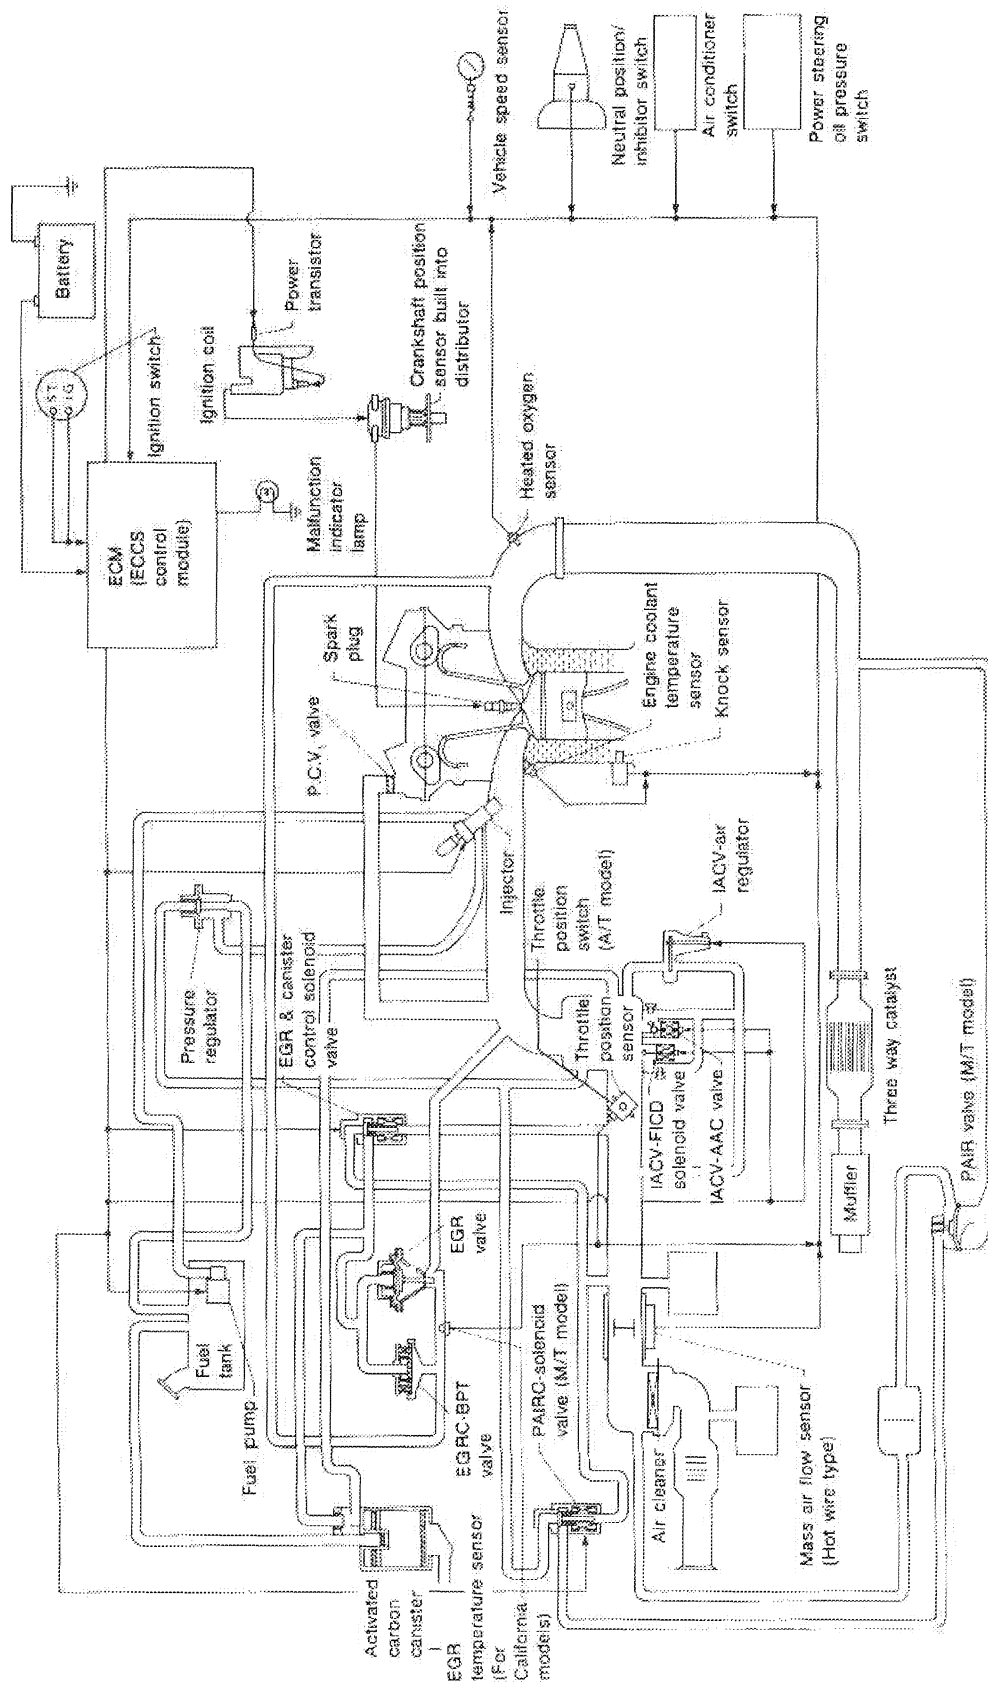 Battery
ST
IG
Ignition switch
ECM
(ECCS
control
module)
Malfunction
indicator
lamp
Ignition coil
Power
transistor
Crankshaft position
sensor built into
distributor
Vehicle speed sensor
Neutral position/
inhibitor switch
Air conditioner
switch
Power steering
oil pressure
switch
Heated oxygen
sensor
Spark
plug
P.C.V. valve
Engine coolant
temperature
sensor
Knock sensor
Injector
Pressure
regulator
EGR & canister
control solenoid
valve
Throttle
position
switch
(A/T model)
Throttle
position
sensor
IACV-air
regulator
IACV-FICD
solenoid valve
IACV-AAC valve
Three way catalyst
Muffler
PAIR valve (M/T model)
Fuel
tank
Fuel pump
EGR
valve
EGRC-BPT
valve
PAIRC-solenoid
valve (M/T model)
Air cleaner
Mass air flow sensor
(Hot wire type)
Activated
carbon
canister
EGR
temperature sensor
(For
California
models)